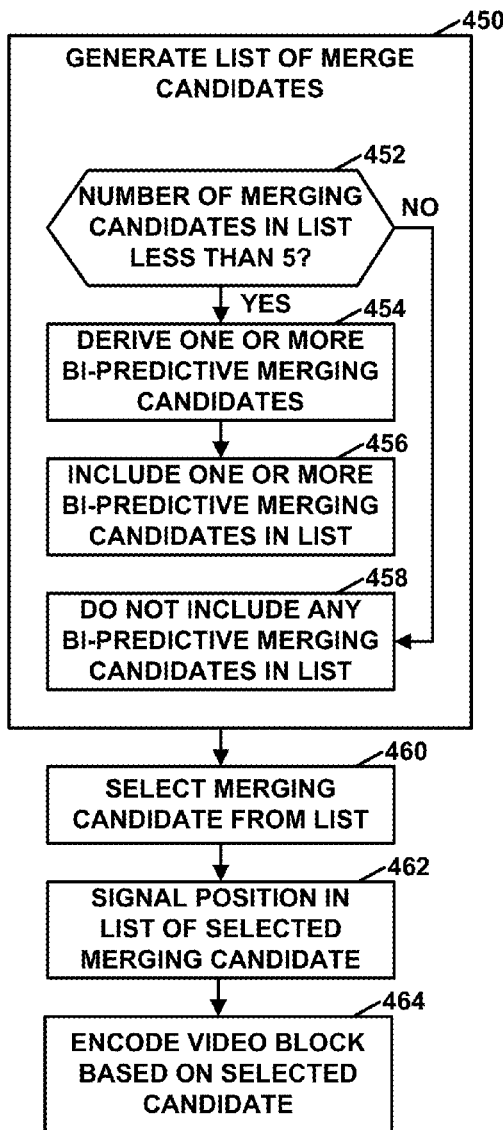 450
GENERATE LIST OF MERGE
CANDIDATES
452
NUMBER OF MERGING
CANDIDATES IN LIST
LESS THAN 5?
NO
YES
454
DERIVE ONE OR MORE
BI-PREDICTIVE MERGING
CANDIDATES
456
INCLUDE ONE OR MORE
BI-PREDICTIVE MERGING
CANDIDATES IN LIST
458
DO NOT INCLUDE ANY
BI-PREDICTIVE MERGING
CANDIDATES IN LIST
460
SELECT MERGING
CANDIDATE FROM LIST
462
SIGNAL POSITION IN
LIST OF SELECTED
MERGING CANDIDATE
464
ENCODE VIDEO BLOCK
BASED ON SELECTED
CANDIDATE